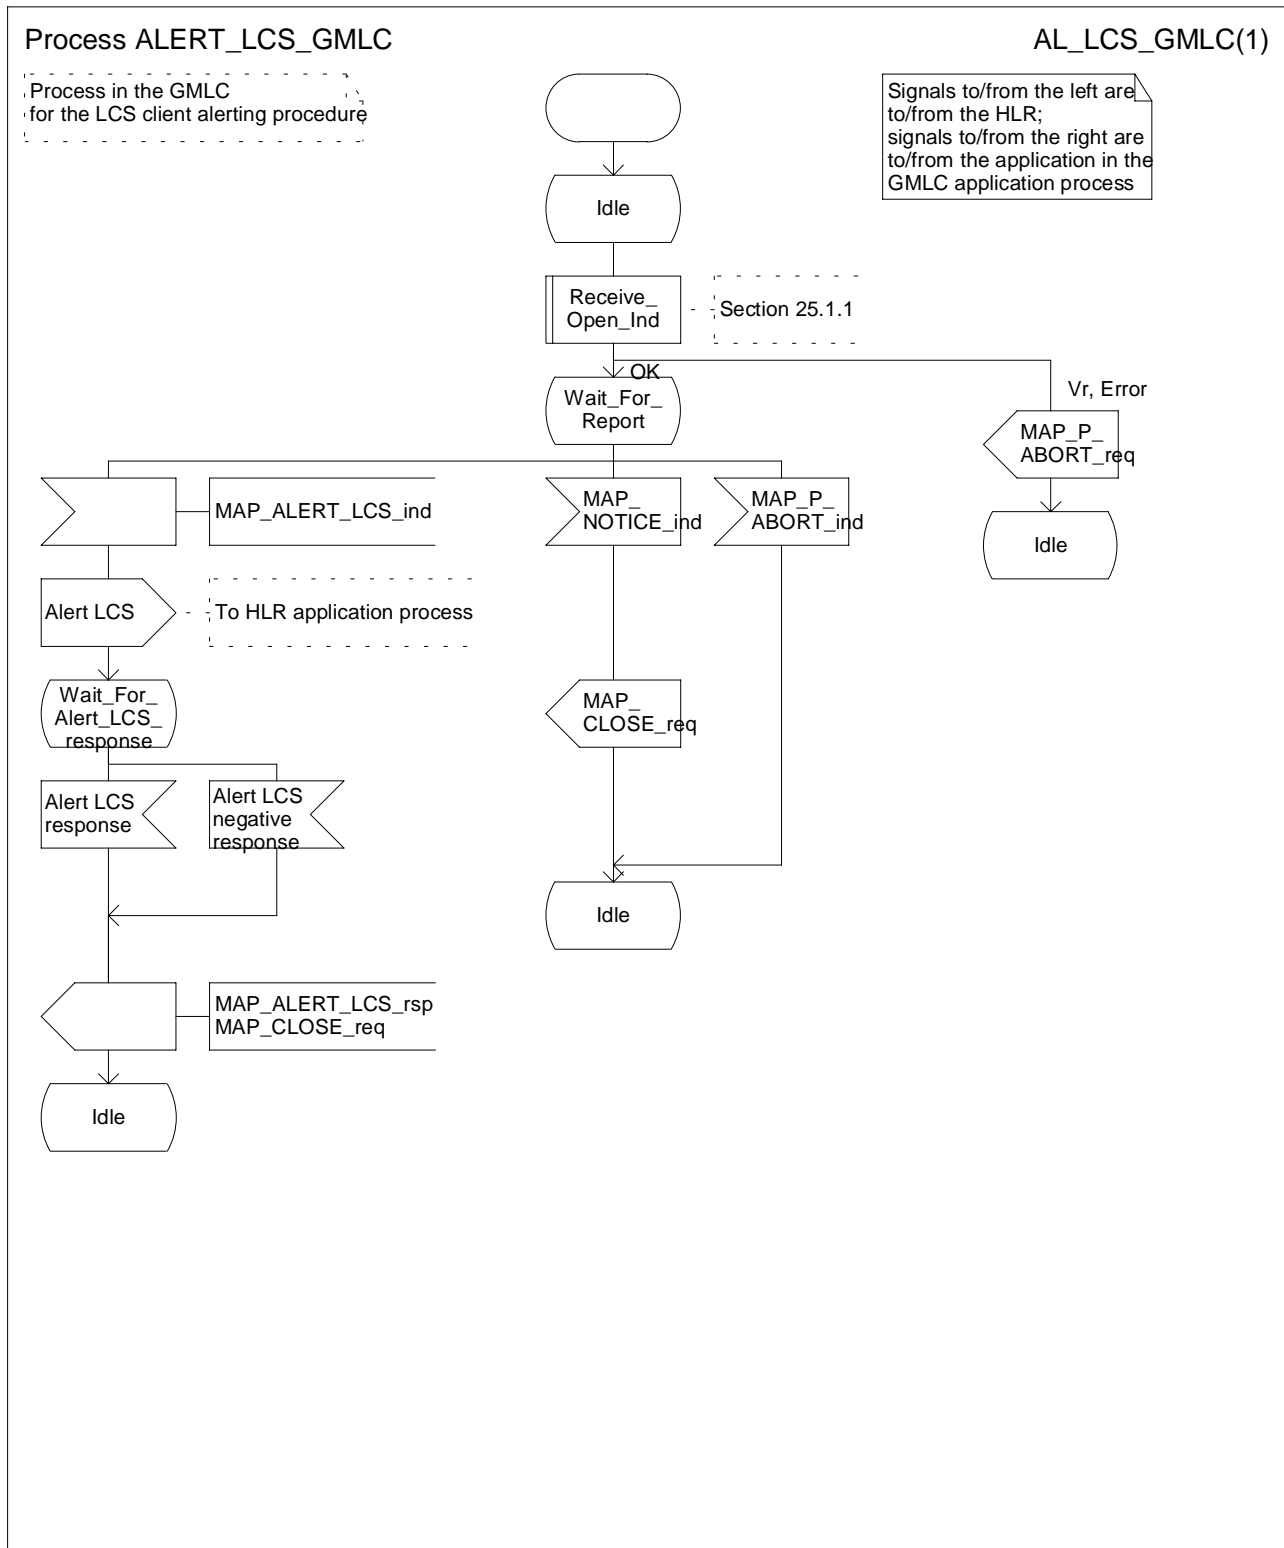 Process ALERT_LCS_GMLC
AL_LCS_GMLC(1)
Process in the GMLC
for the LCS client alerting procedure
Signals to/from the left are
to/from the HLR;
signals to/from the right are
to/from the application in the
GMLC application process
Idle
Receive_
Open_Ind
Section 25.1.1
OK
Vr, Error
Wait_For_
Report
MAP_P_
ABORT_req
Idle
MAP_ALERT_LCS_ind
MAP_
NOTICE_ind
MAP_P_
ABORT_ind
Alert LCS
To HLR application process
Wait_For_
Alert_LCS_
response
MAP_
CLOSE_req
Alert LCS
response
Alert LCS
negative
response
Idle
MAP_ALERT_LCS_rsp
MAP_CLOSE_req
Idle